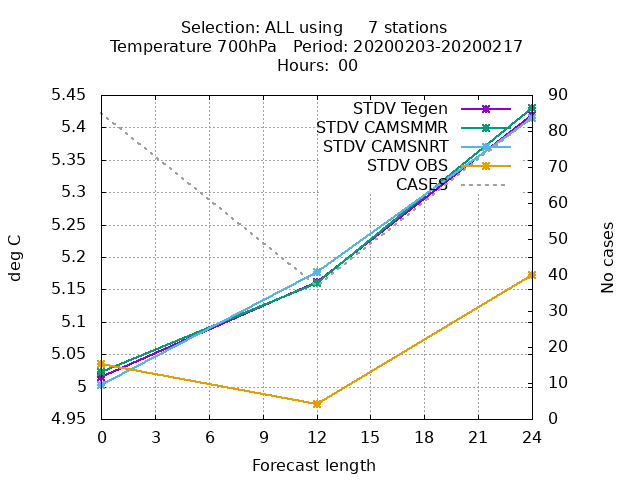 Selection: ALL using     7 stations
Temperature 700hPa   Period: 20200203-20200217
Hours:  00
5.45
5.4
5.35
5.3
5.25
5.2
5.15
5.1
5.05
5
4.95
deg C
STDV Tegen
STDV CAMSMMR
STDV CAMSNRT
STDV OBS
CASES
90
80
70
60
50
40
30
20
10
0
No cases
0 3 6 9 12 15 18 21 24
Forecast length